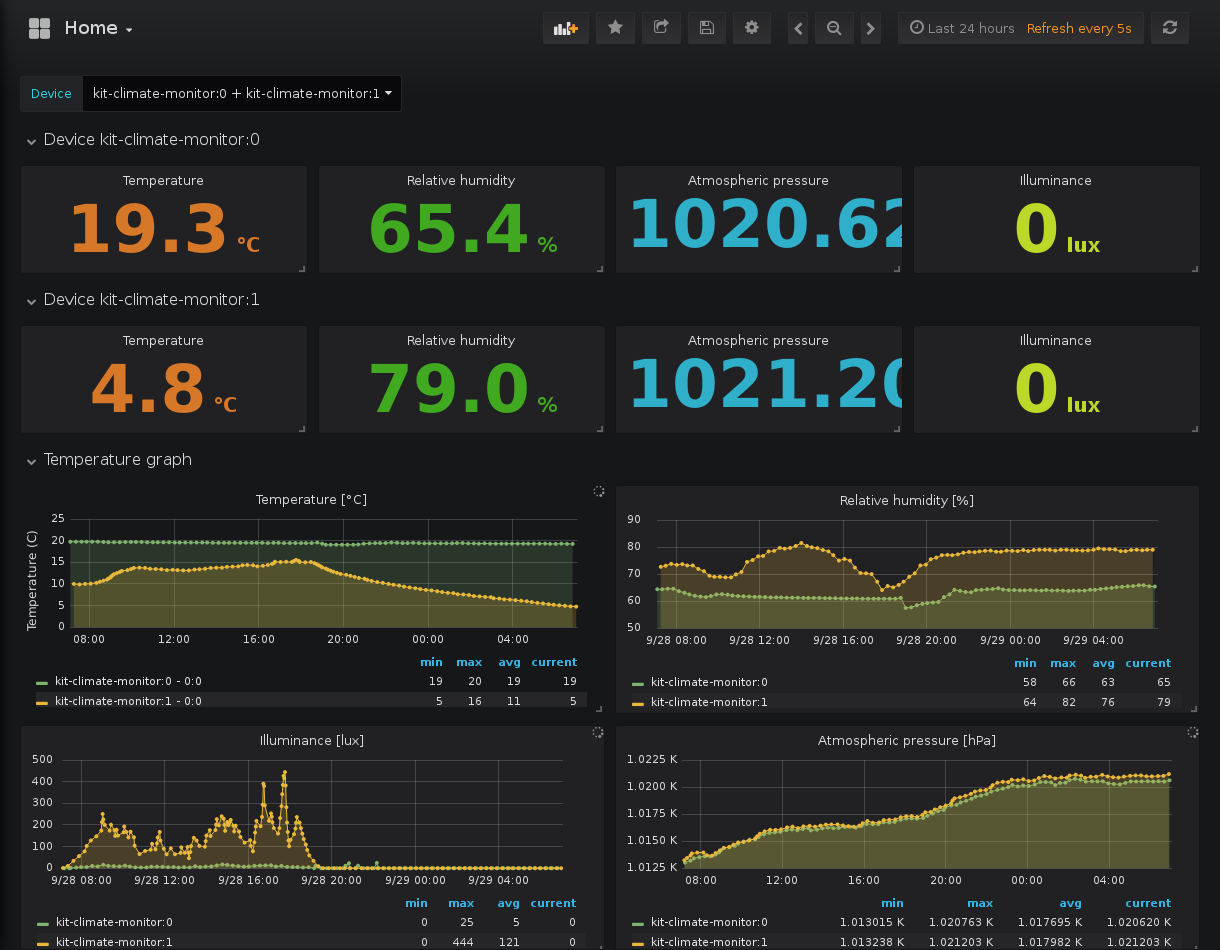 Home
Last 24 hours Refresh every 5s
Device kit-climate-monitor:0 + kit-climate-monitor:1
Device kit-climate-monitor:0
Temperature Relative humidity Atmospheric pressure Illuminance
19.3 °C 65.4 % 1020.62 0 lux
Device kit-climate-monitor:1
Temperature Relative humidity Atmospheric pressure Illuminance
4.8 °C 79.0 % 1021.20 0 lux
Temperature graph
Temperature [°C]
Temperature (C)
25
20
15
10
5
0
08:00 12:00 16:00 20:00 00:00 04:00
min max avg current
kit-climate-monitor:0 - 0:0 19 20 19 19
kit-climate-monitor:1 - 0:0 5 16 11 5
Relative humidity [%]
90
80
70
60
50
9/28 08:00 9/28 12:00 9/28 16:00 9/28 20:00 9/29 00:00 9/29 04:00
min max avg current
kit-climate-monitor:0 58 66 63 65
kit-climate-monitor:1 64 82 76 79
Illuminance [lux]
500
400
300
200
100
0
9/28 08:00 9/28 12:00 9/28 16:00 9/28 20:00 9/29 00:00 9/29 04:00
min max avg current
kit-climate-monitor:0 0 25 5 0
kit-climate-monitor:1 0 444 121 0
Atmospheric pressure [hPa]
1.0225 K
1.0200 K
1.0175 K
1.0150 K
1.0125 K
08:00 12:00 16:00 20:00 00:00 04:00
min max avg current
kit-climate-monitor:0 1.013015 K 1.020763 K 1.017695 K 1.020620 K
kit-climate-monitor:1 1.013238 K 1.021203 K 1.017982 K 1.021203 K